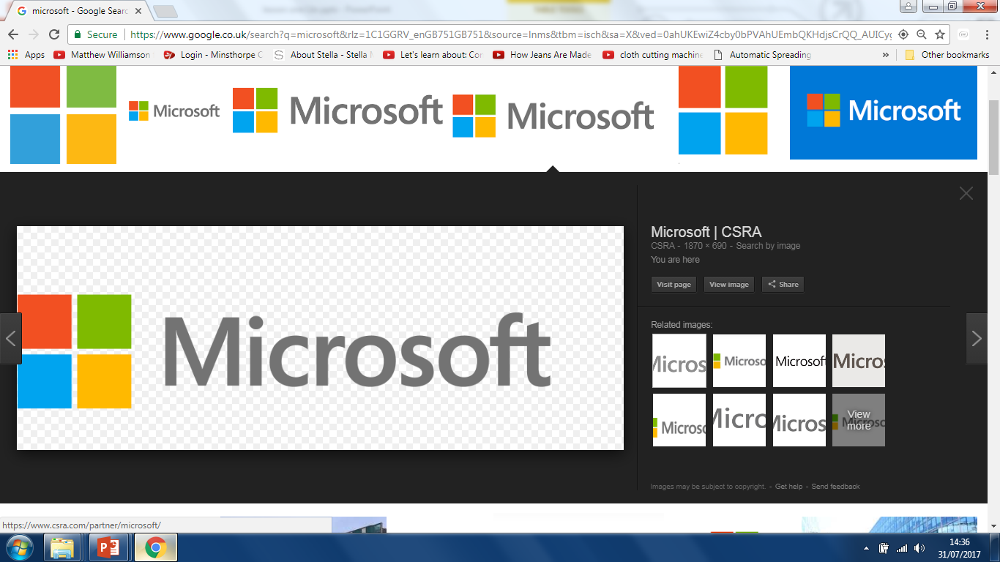 microsoft - Google Searc
Secure
https://www.google.co.uk/search?q=microsoft&rlz=1C1GGRV_enGB751GB751&source=lnms&tbm=isch&sa=X&ved=0ahUKEwiZ4cby0bPVAhUEmbQKHdjsCrQQ_AUICyg
Apps
Matthew Williamson
Login - Minsthorpe C
About Stella - Stella M
Let's learn about: Cor
How Jeans Are Made
cloth cutting machine
Automatic Spreading
»
Other bookmarks
Microsoft
Microsoft
Microsoft
Microsoft
Microsoft
Microsoft | CSRA
CSRA - 1870 × 690 - Search by image
You are here
Visit page
View image
Share
Related images:
Micros
Microso
Microsoft
Micros
Microso
Micro
Micros
View
more
Images may be subject to copyright. - Get help - Send feedback
https://www.csra.com/partner/microsoft/
14:36
31/07/2017